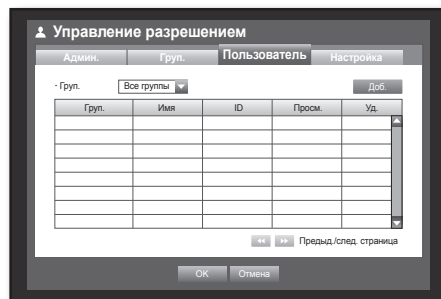 Управление разрешением
Админ. Груп. Пользователь Настройка
· Груп. Все группы Доб.
Груп. Имя ID Просм. Уд.
Предыд./след. страница
OK Отмена